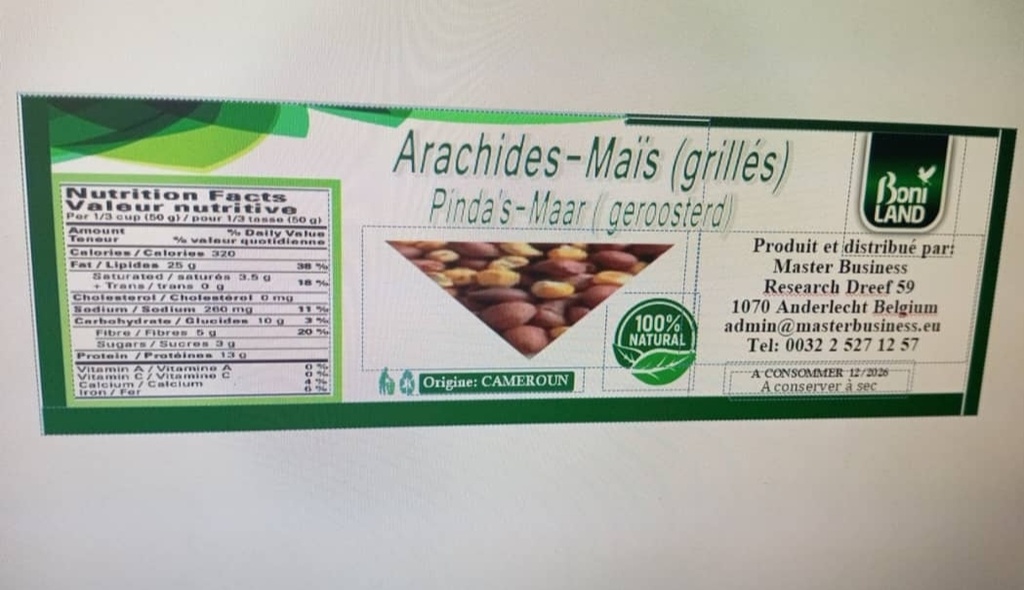 Arachides-Maïs (grillés)
Pinda's-Maar ( geroosterd)
Nutrition Facts
Valeur nutritive
Per 1/3 cup (50 g) / pour 1/3 tasse (50 g)
Amount % Daily Value
Teneur % valeur quotidienne
Calories / Calories 320
Fat / Lipides 25 g 38 %
Saturated / saturés 3.5 g
+ Trans / trans 0 g 18 %
Cholesterol / Cholestérol 0 mg
Sodium / Sodium 260 mg 11 %
Carbohydrate / Glucides 10 g 3 %
Fibre / Fibres 5 g 20 %
Sugars / Sucres 3 g
Protein / Protéines 13 g
Vitamin A / Vitamine A 0 %
Vitamin C / Vitamine C 0 %
Calcium / Calcium 4 %
Iron / Fer 6 %
100%
NATURAL
Origine: CAMEROUN
Boni
LAND
Produit et distribué par:
Master Business
Research Dreef 59
1070 Anderlecht Belgium
admin@masterbusiness.eu
Tel: 0032 2 527 12 57
A CONSOMMER 12/2026
A conserver à sec